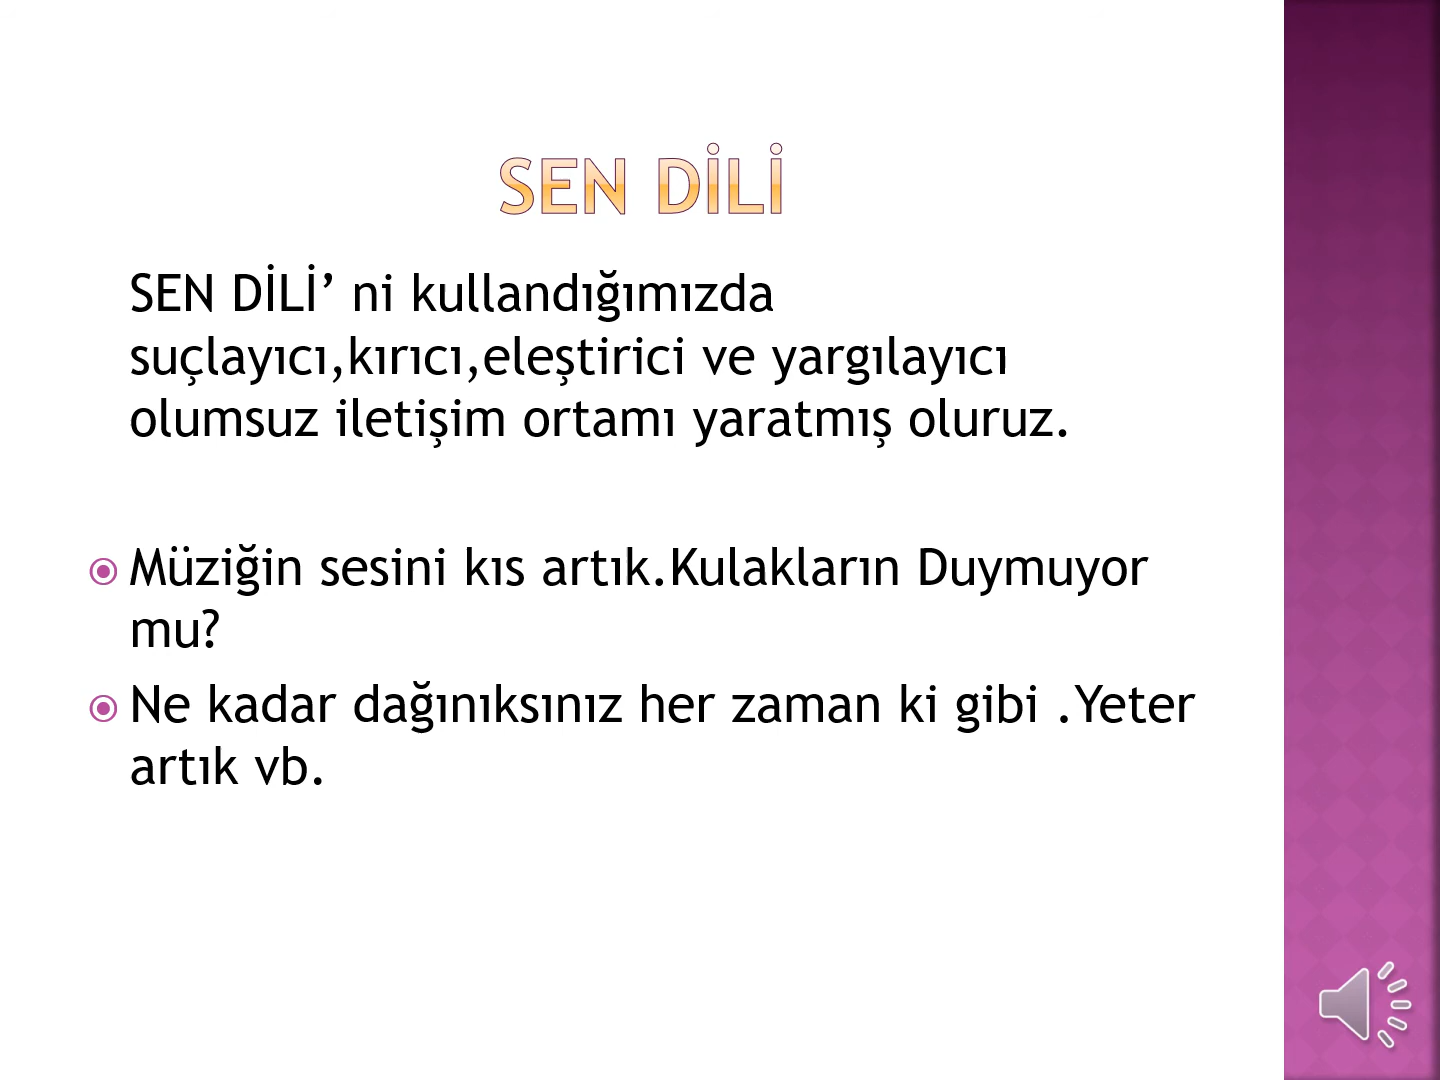 SEN DİLİ
SEN DİLİ’ ni kullandığımızda
suçlayıcı,kırıcı,eleştirici ve yargılayıcı
olumsuz iletişim ortamı yaratmış oluruz.
Müziğin sesini kıs artık.Kulakların Duymuyor
mu?
Ne kadar dağınıksınız her zaman ki gibi .Yeter
artık vb.